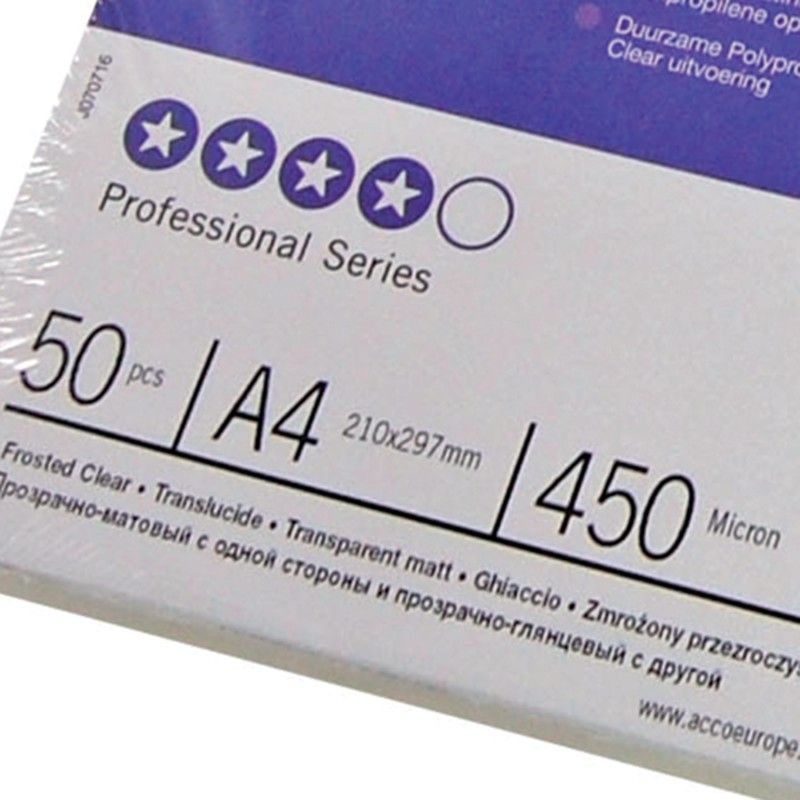 opilene op
Duurzame Polypro
Clear uitvoering
J070716
Professional Series
50 pcs A4 210x297mm 450 Micron
Frosted Clear • Translucide • Transparent matt • Ghiaccio • Zmrożony przezroczys
Прозрачно-матовый с одной стороны и прозрачно-глянцевый с другой
www.accoeurope.